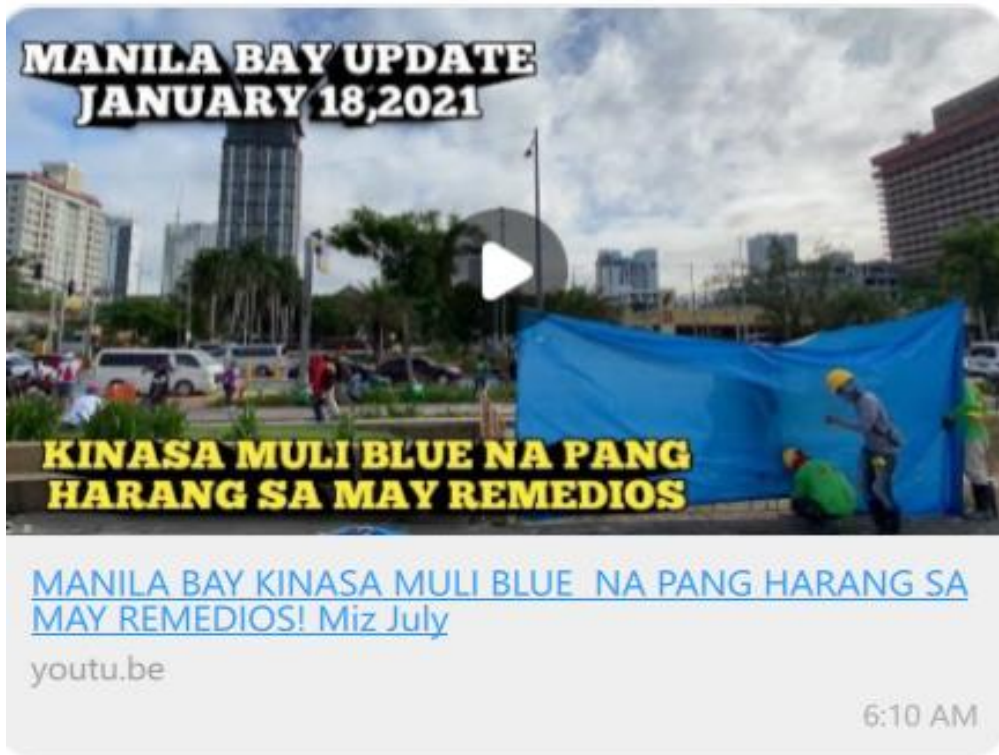 MANILA BAY UPDATE
JANUARY 18,2021
KINASA MULI BLUE NA PANG
HARANG SA MAY REMEDIOS
MANILA BAY KINASA MULI BLUE  NA PANG HARANG SA
MAY REMEDIOS! Miz July
youtu.be
6:10 AM